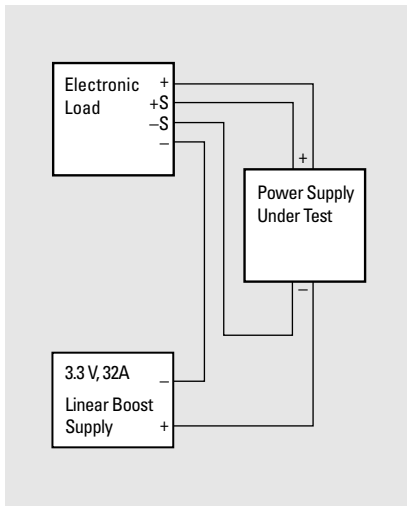 Electronic +
Load +S
–S
–
+
Power Supply
Under Test
–
3.3 V, 32A –
Linear Boost
Supply +